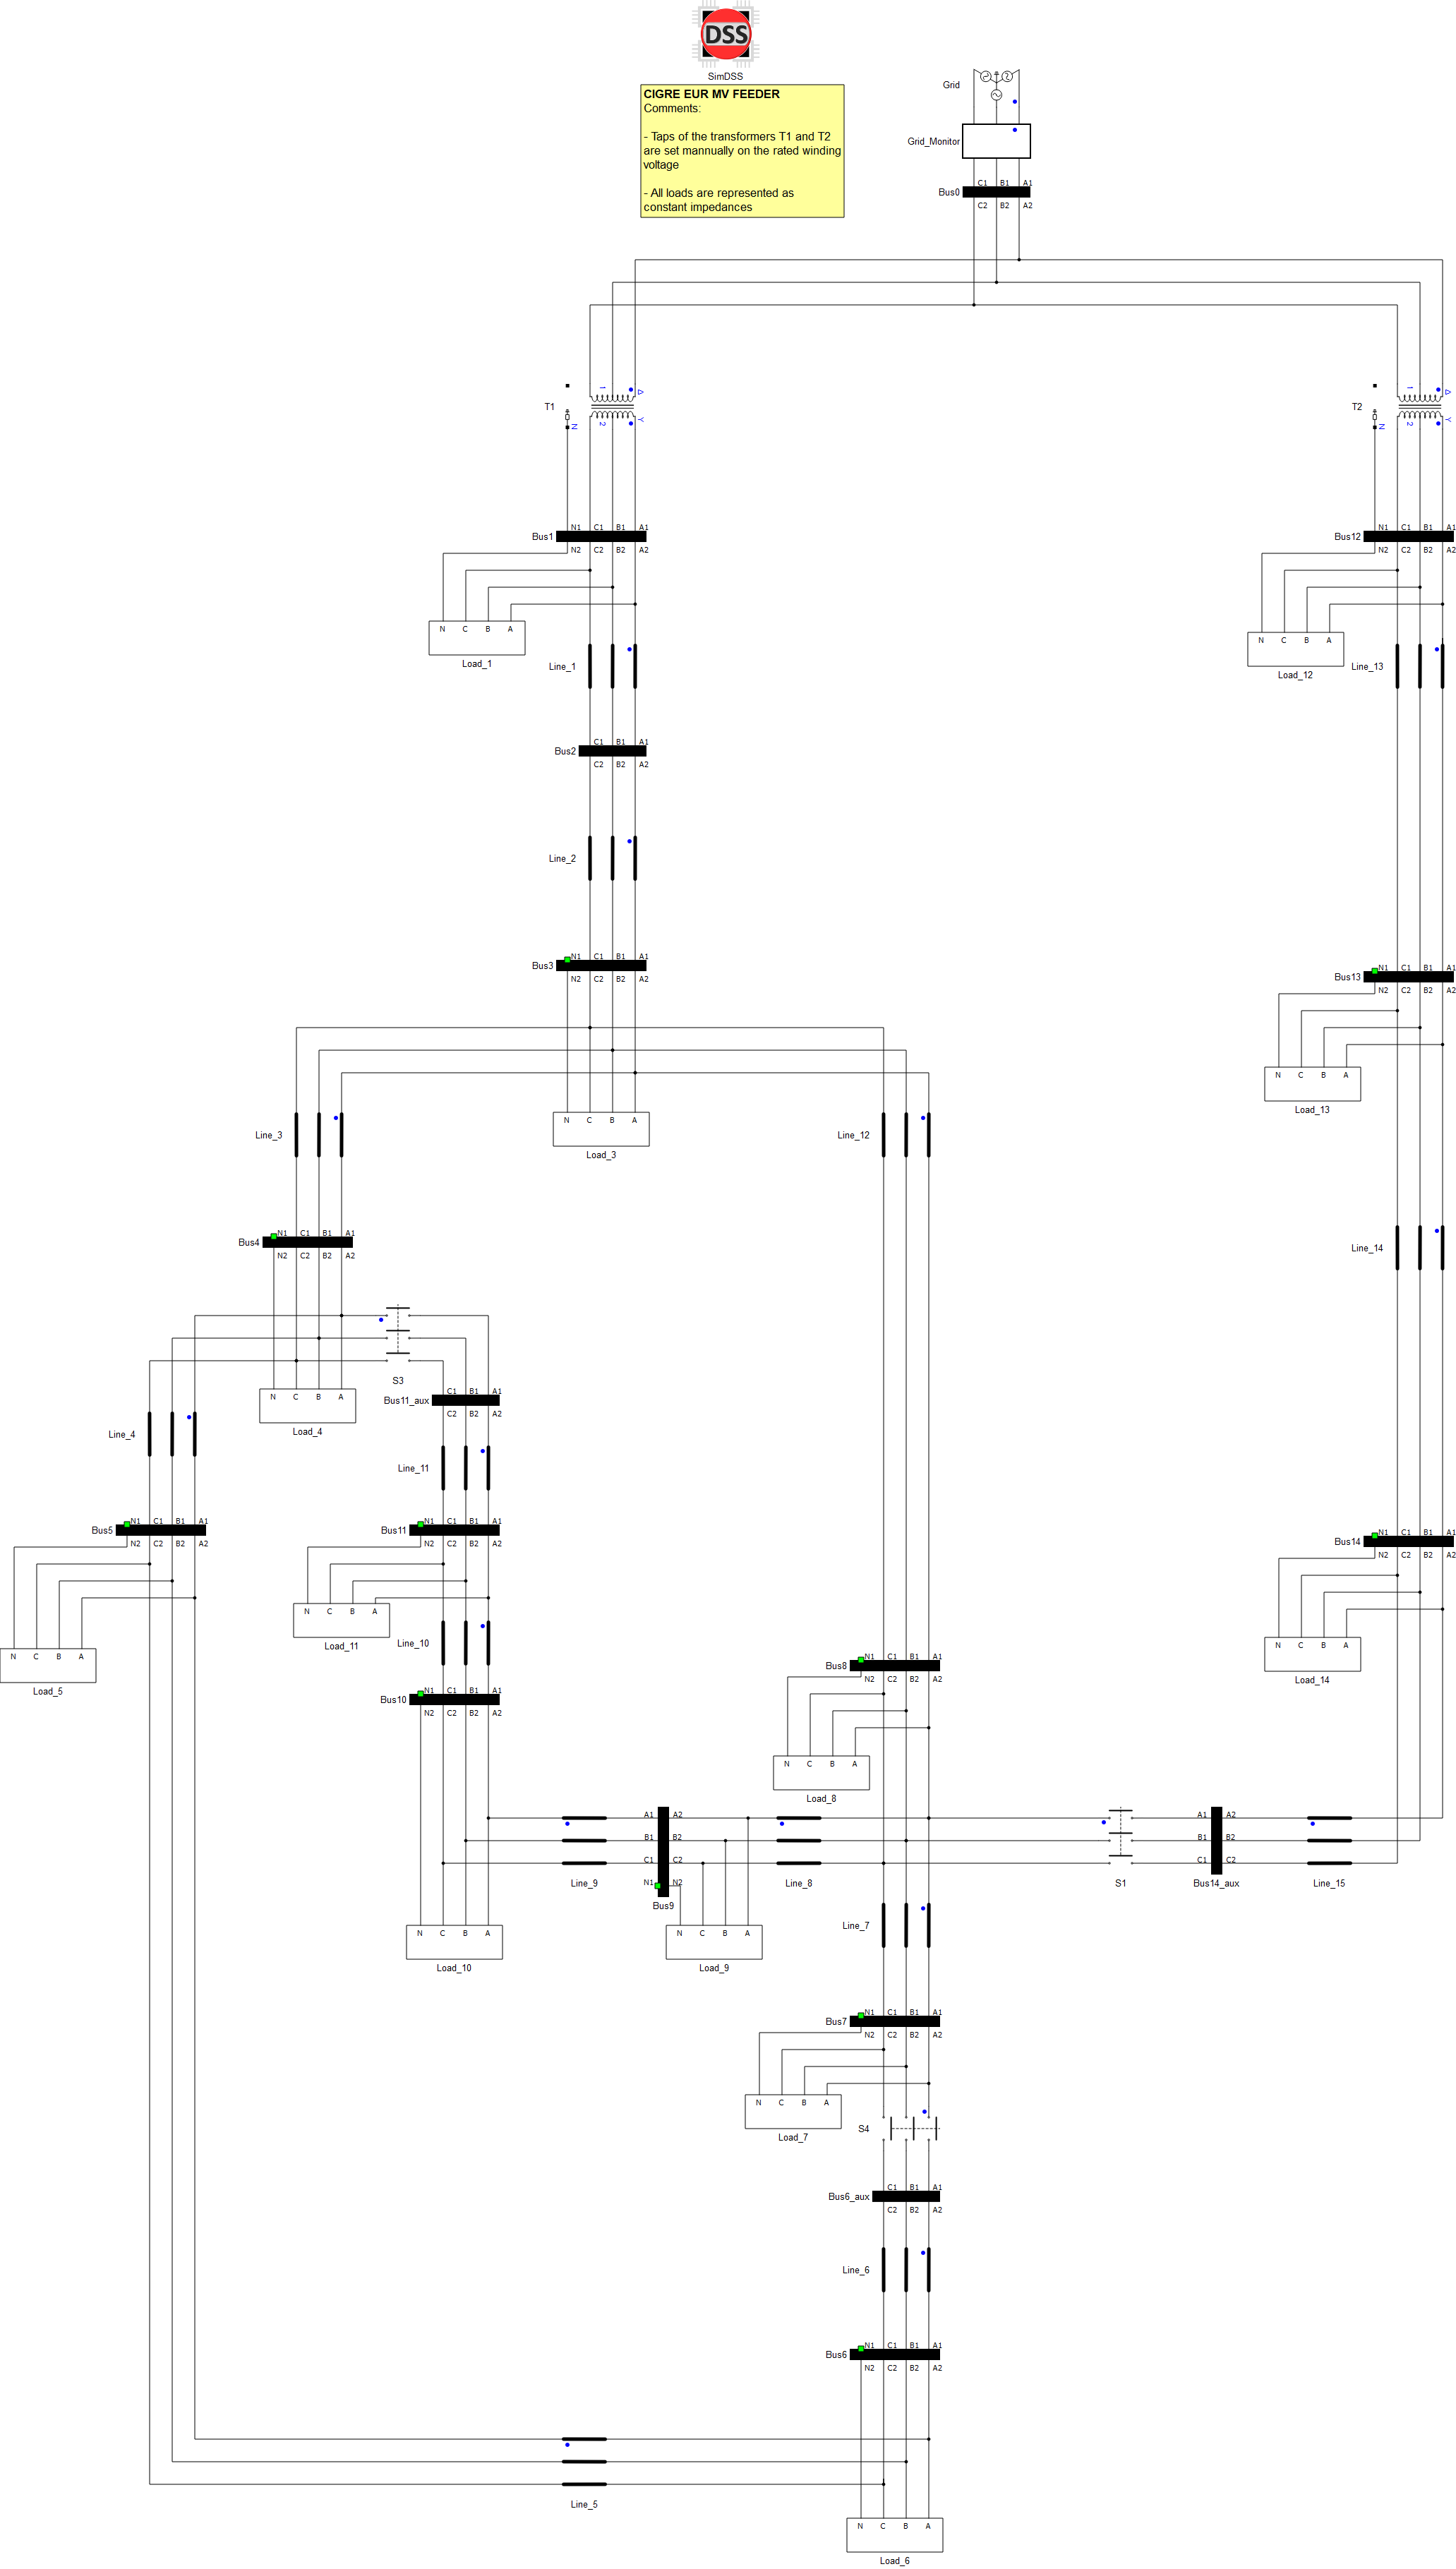 DSS
SimDSS
CIGRE EUR MV FEEDER
Comments:
- Taps of the transformers T1 and T2
are set mannually on the rated winding
voltage
- All loads are represented as
constant impedances
Grid
Grid_Monitor
C1 B1 A1
Bus0
C2 B2 A2
1
T1
2
N
1
T2
2
N
N1 C1 B1 A1
Bus1
N2 C2 B2 A2
N1 C1 B1 A1
Bus12
N2 C2 B2 A2
N C B A
Load_1
Line_1
N C B A
Load_12
Line_13
C1 B1 A1
Bus2
C2 B2 A2
Line_2
N1 C1 B1 A1
Bus3
N2 C2 B2 A2
N1 C1 B1 A1
Bus13
N2 C2 B2 A2
N C B A
Load_13
N C B A
Load_3
Line_3
Line_12
N1 C1 B1 A1
Bus4
N2 C2 B2 A2
Line_14
S3
N C B A
Load_4
C1 B1 A1
Bus11_aux
C2 B2 A2
Line_4
Line_11
N1 C1 B1 A1
Bus5
N2 C2 B2 A2
N1 C1 B1 A1
Bus11
N2 C2 B2 A2
N1 C1 B1 A1
Bus14
N2 C2 B2 A2
N C B A
Load_11
Line_10
N C B A
Load_5
N C B A
Load_14
N1 C1 B1 A1
Bus8
N2 C2 B2 A2
N1 C1 B1 A1
Bus10
N2 C2 B2 A2
N C B A
Load_8
A1 A2
B1 B2
C1 C2
N1 N2
Bus9
Line_9
Line_8
S1
A1 A2
B1 B2
C1 C2
Bus14_aux
Line_15
N C B A
Load_10
N C B A
Load_9
Line_7
N1 C1 B1 A1
Bus7
N2 C2 B2 A2
N C B A
Load_7
S4
C1 B1 A1
Bus6_aux
C2 B2 A2
Line_6
N1 C1 B1 A1
Bus6
N2 C2 B2 A2
Line_5
N C B A
Load_6